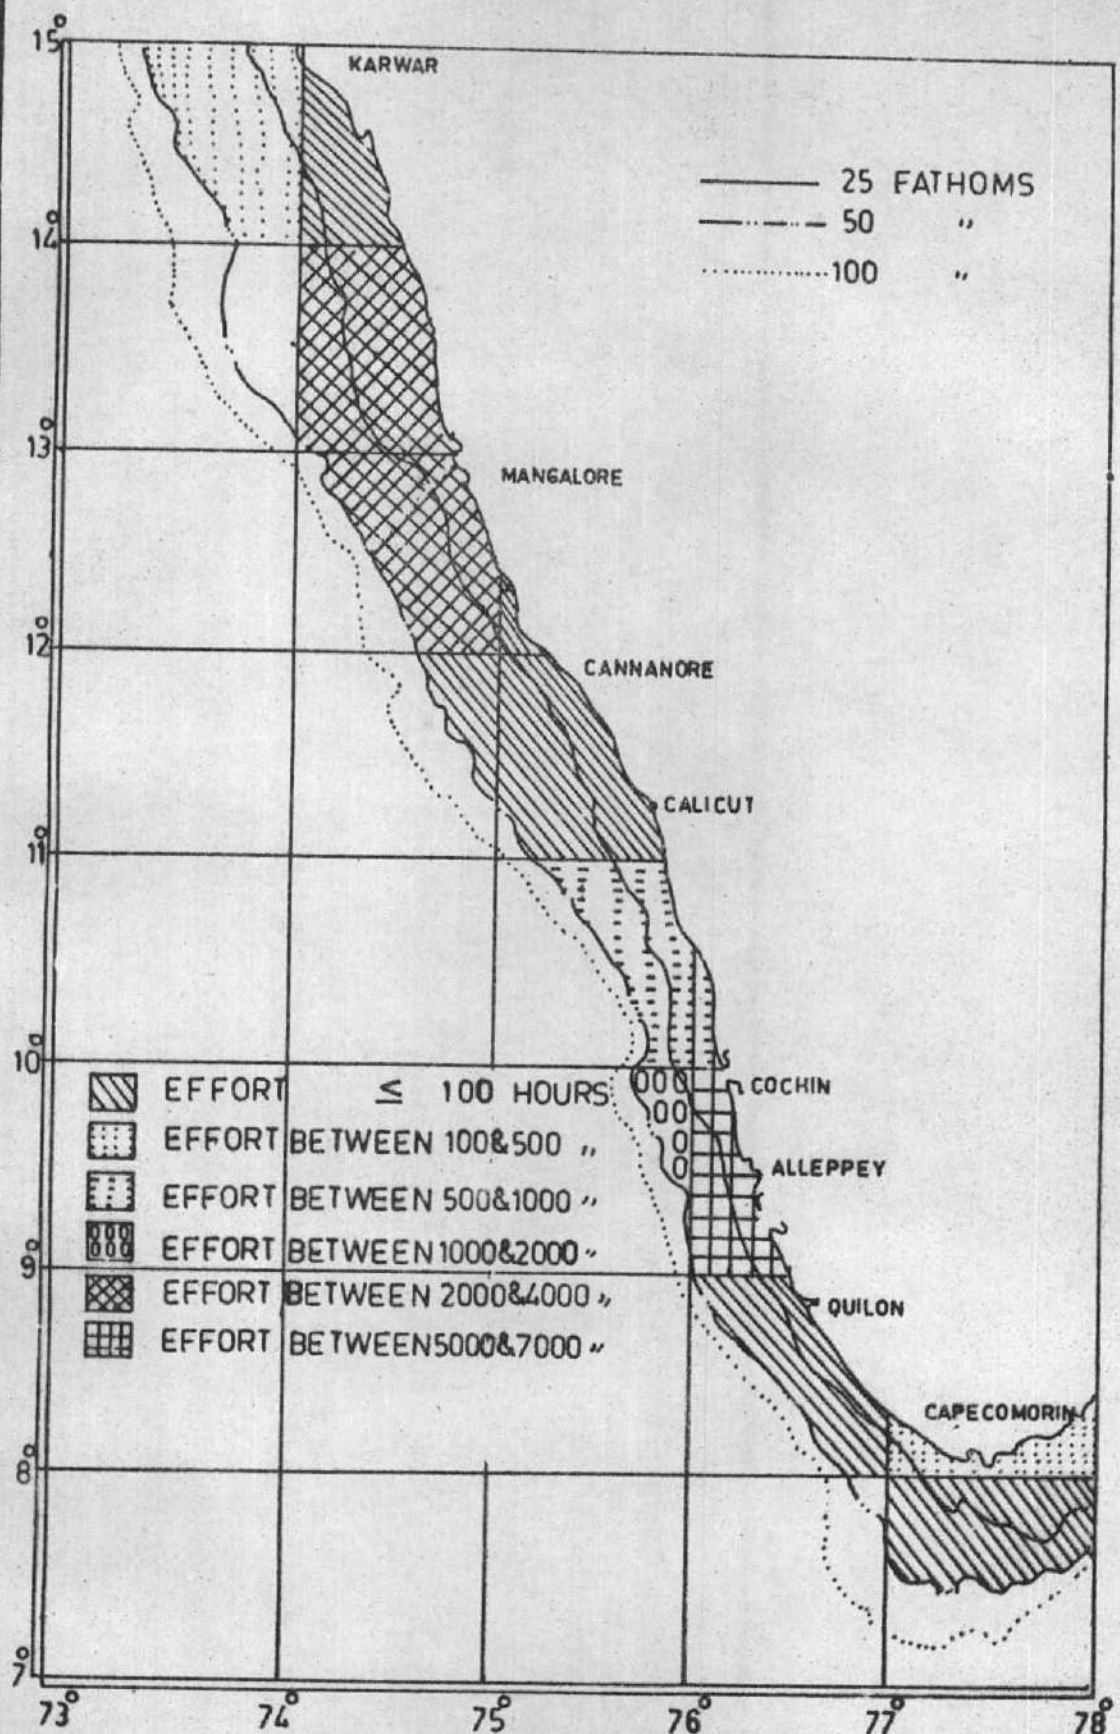 15°
KARWAR
25 FATHOMS
50 "
100 "
14°
13°
MANGALORE
12°
CANNANORE
CALICUT
11°
10°
EFFORT ≤ 100 HOURS
COCHIN
EFFORT BETWEEN 100&500 "
ALLEPPEY
EFFORT BETWEEN 500&1000 "
EFFORT BETWEEN 1000&2000 "
9°
EFFORT BETWEEN 2000&4000 "
QUILON
EFFORT BETWEEN 5000&7000 "
CAPECOMORIN
8°
7°
73° 74° 75° 76° 77° 78°